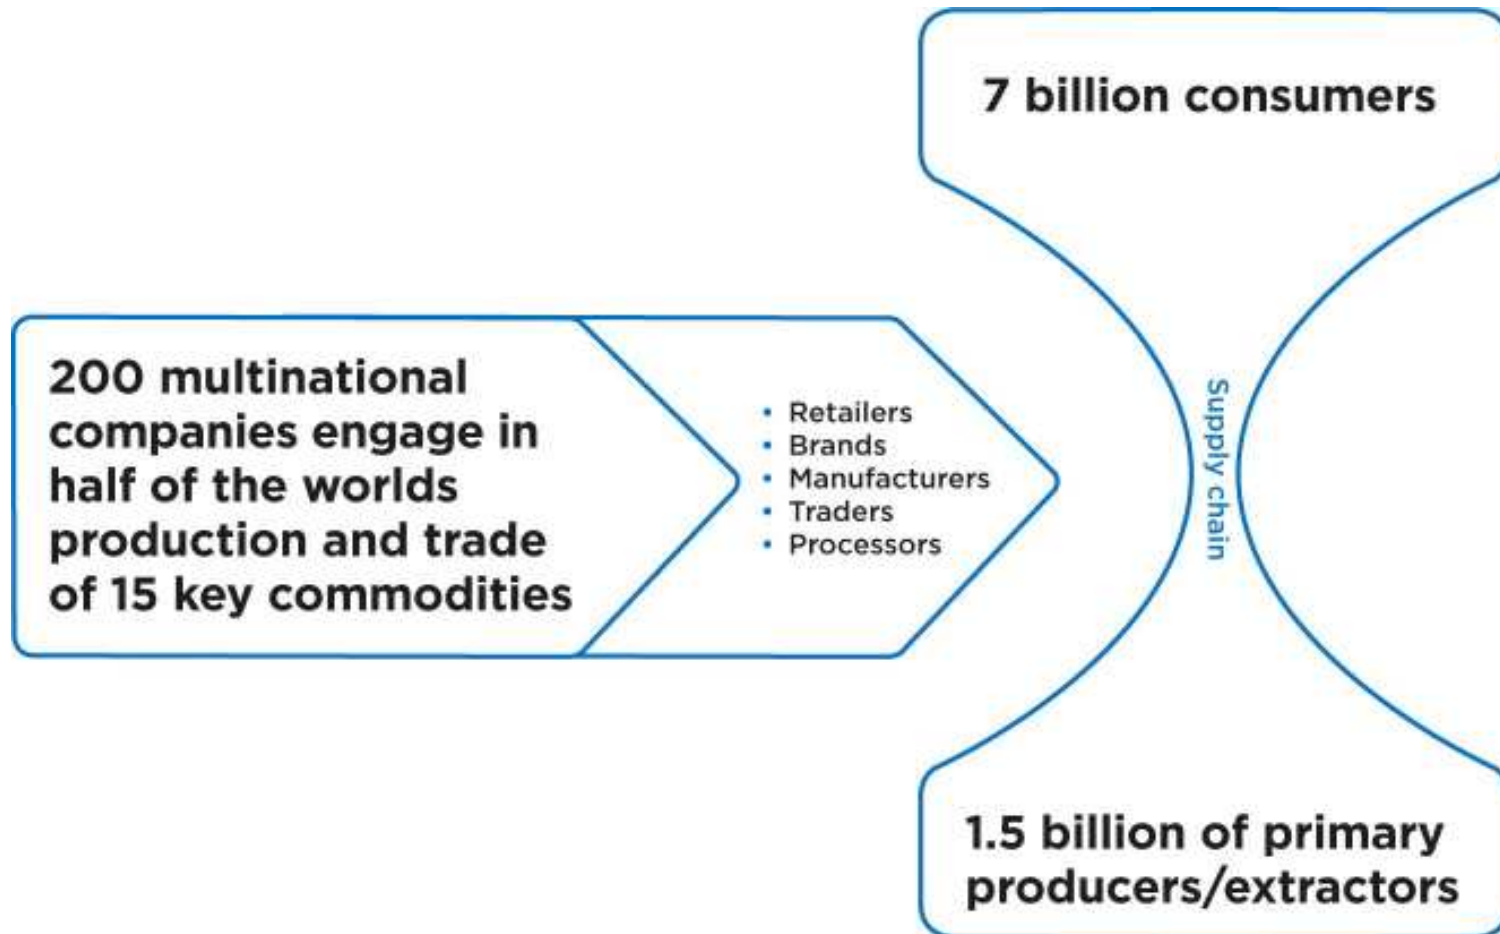 7 billion consumers
200 multinational
companies engage in
half of the worlds
production and trade
of 15 key commodities
• Retailers
• Brands
• Manufacturers
• Traders
• Processors
Supply chain
1.5 billion of primary
producers/extractors